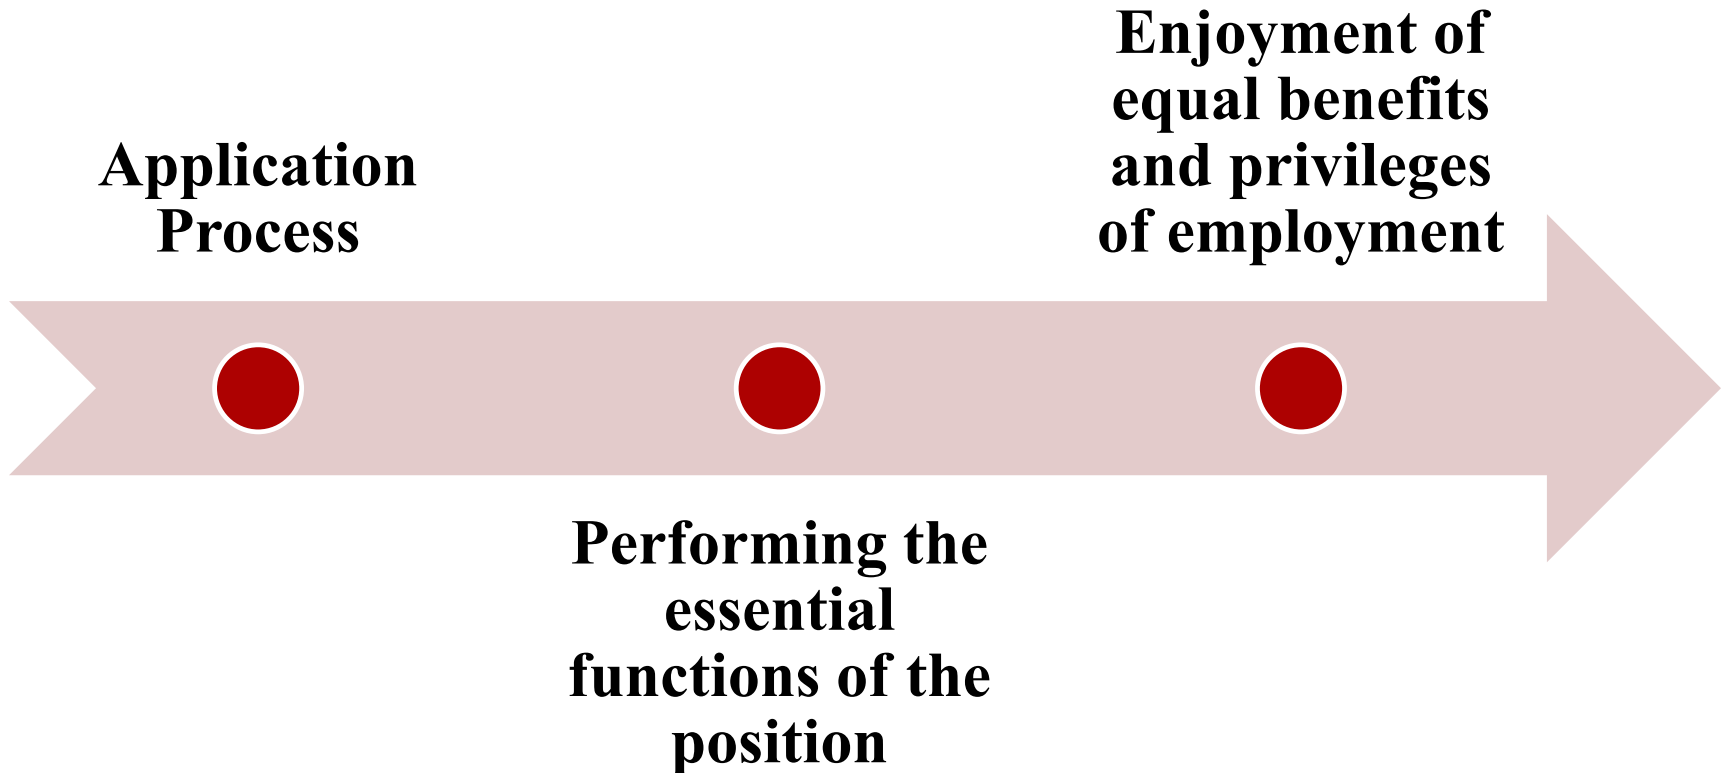 Application
Process
Performing the
essential
functions of the
position
Enjoyment of
equal benefits
and privileges
of employment